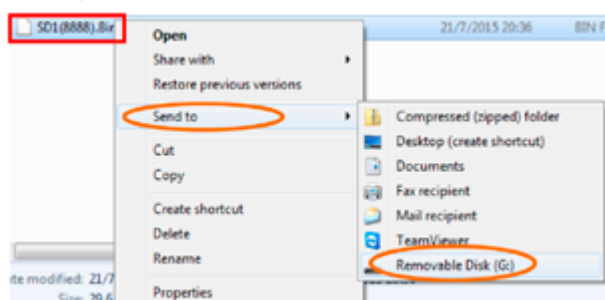 SD1(8888).Bin
21/7/2015 20:36
BIN F
Open
Share with
Restore previous versions
Send to
Cut
Copy
Create shortcut
Delete
Rename
Properties
Compressed (zipped) folder
Desktop (create shortcut)
Documents
Fax recipient
Mail recipient
TeamViewer
Removable Disk (G:)
te modified: 21/7